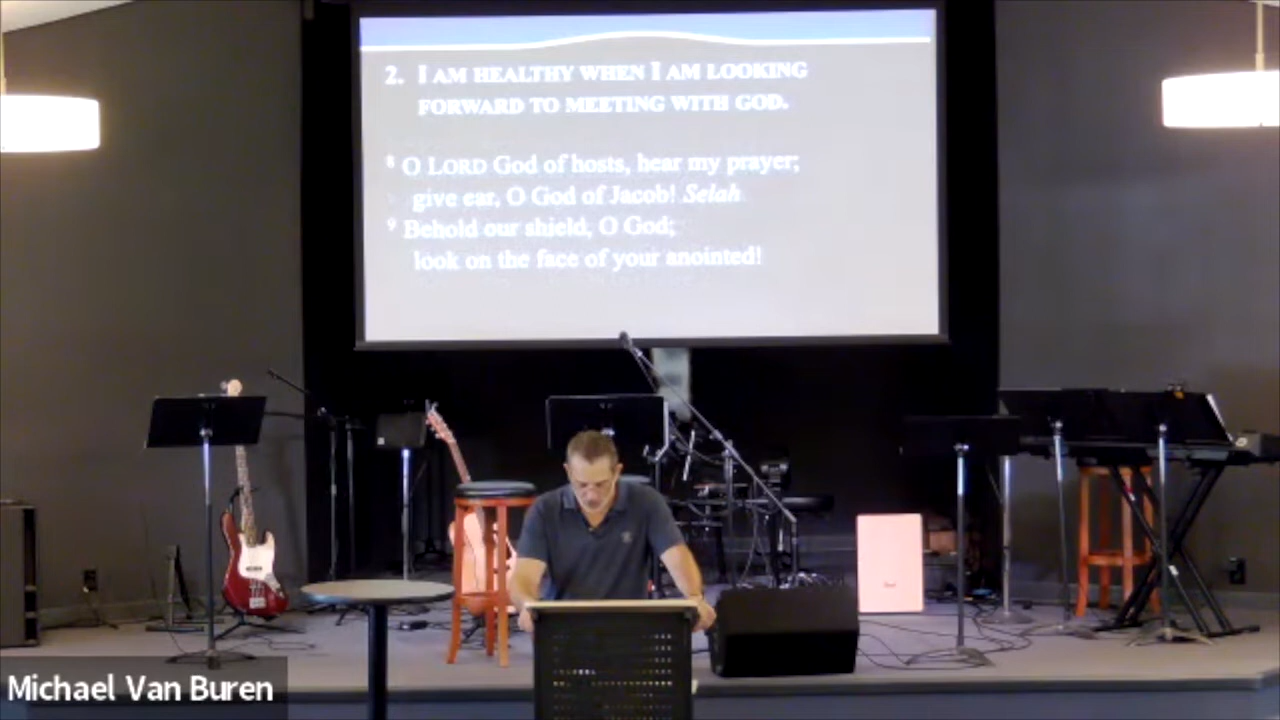 2. I AM HEALTHY WHEN I AM LOOKING
FORWARD TO MEETING WITH GOD.
8 O LORD God of hosts, hear my prayer;
give ear, O God of Jacob! Selah
9 Behold our shield, O God;
look on the face of your anointed!
Michael Van Buren